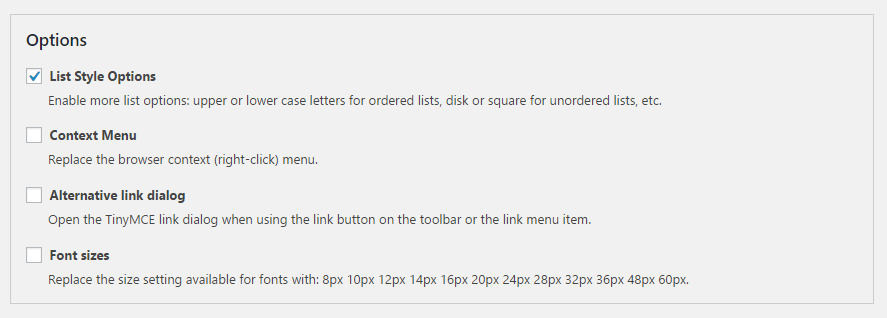 Options
List Style Options
Enable more list options: upper or lower case letters for ordered lists, disk or square for unordered lists, etc.
Context Menu
Replace the browser context (right-click) menu.
Alternative link dialog
Open the TinyMCE link dialog when using the link button on the toolbar or the link menu item.
Font sizes
Replace the size setting available for fonts with: 8px 10px 12px 14px 16px 20px 24px 28px 32px 36px 48px 60px.